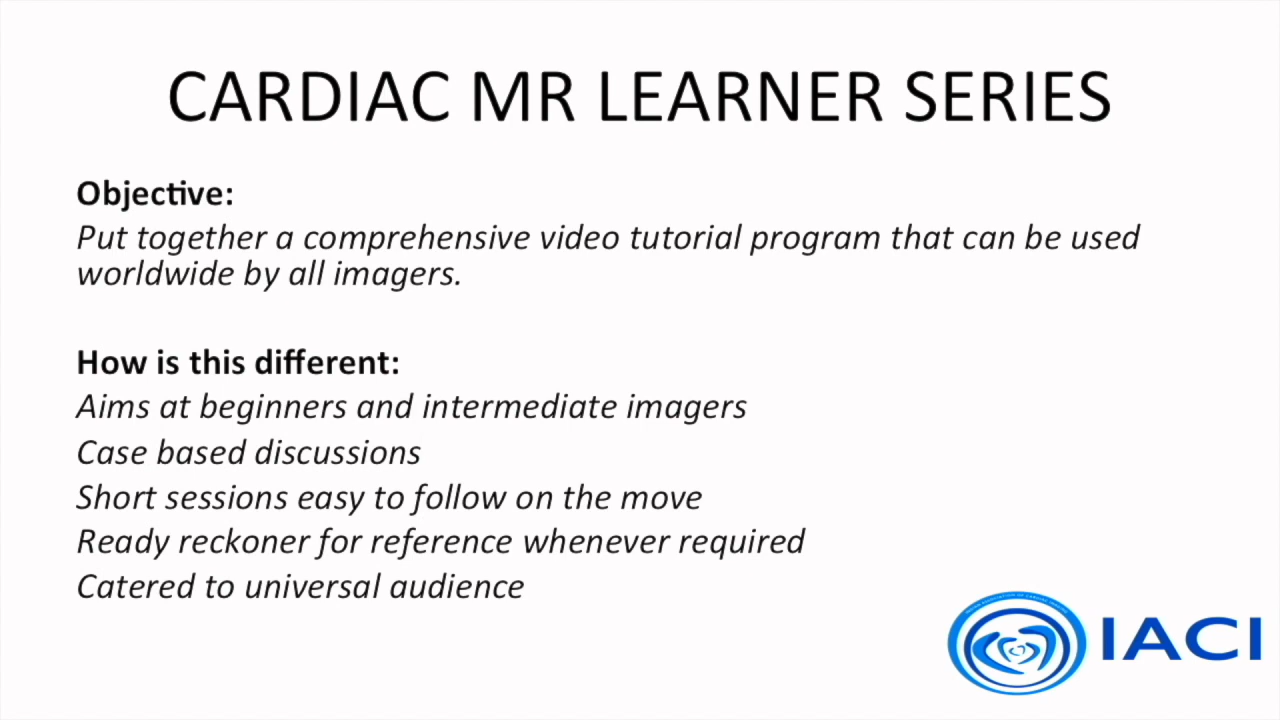 CARDIAC MR LEARNER SERIES
Objective:
Put together a comprehensive video tutorial program that can be used
worldwide by all imagers.
How is this different:
Aims at beginners and intermediate imagers
Case based discussions
Short sessions easy to follow on the move
Ready reckoner for reference whenever required
Catered to universal audience
IACI